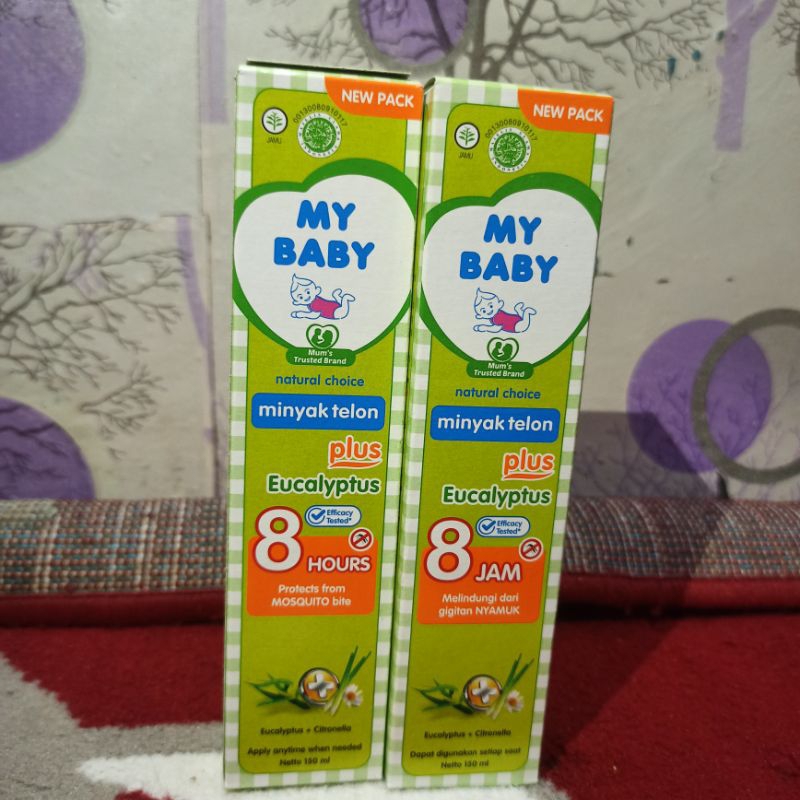 NEW PACK
00130080910117
JAMU
MY
BABY
Mum's
Trusted Brand
natural choice
minyak telon
plus
Eucalyptus
Efficacy
Tested*
8 HOURS
Protects from
MOSQUITO bite
Eucalyptus + Citronella
Apply anytime when needed
Netto 150 ml
NEW PACK
00130080910117
JAMU
MY
BABY
Mum's
Trusted Brand
natural choice
minyak telon
plus
Eucalyptus
Efficacy
Tested*
8 JAM
Melindungi dari
gigitan NYAMUK
Eucalyptus + Citronella
Dapat digunakan setiap saat
Netto 150 ml